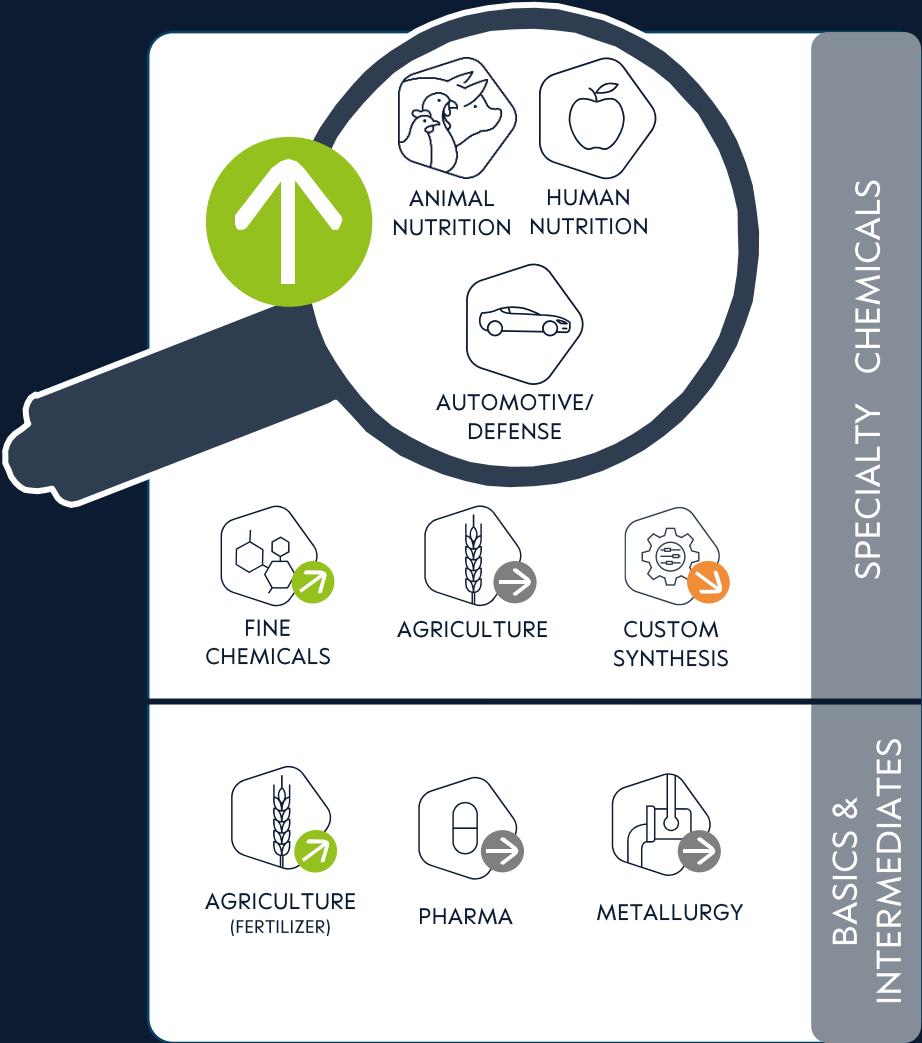 ANIMAL
NUTRITION
HUMAN
NUTRITION
AUTOMOTIVE/
DEFENSE
FINE
CHEMICALS
AGRICULTURE
CUSTOM
SYNTHESIS
SPECIALTY CHEMICALS
AGRICULTURE
(FERTILIZER)
PHARMA
METALLURGY
BASICS &
INTERMEDIATES